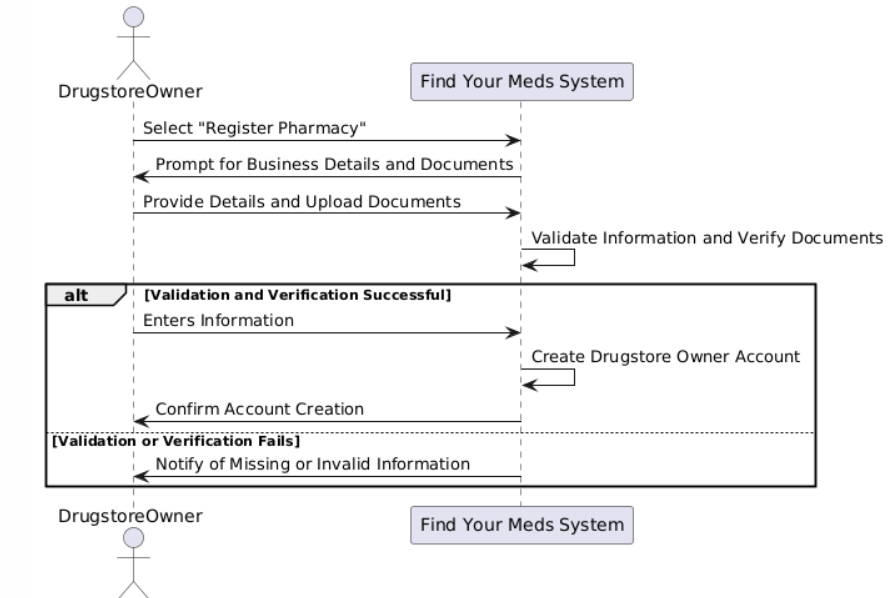 DrugstoreOwner
Find Your Meds System
Select "Register Pharmacy"
Prompt for Business Details and Documents
Provide Details and Upload Documents
Validate Information and Verify Documents
alt [Validation and Verification Successful]
Enters Information
Create Drugstore Owner Account
Confirm Account Creation
[Validation or Verification Fails]
Notify of Missing or Invalid Information
DrugstoreOwner
Find Your Meds System